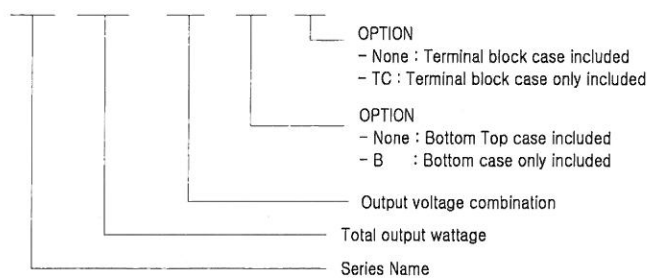 OPTION
- None : Terminal block case included
- TC : Terminal block case only included
OPTION
- None : Bottom Top case included
- B : Bottom case only included
Output voltage combination
Total output wattage
Series Name